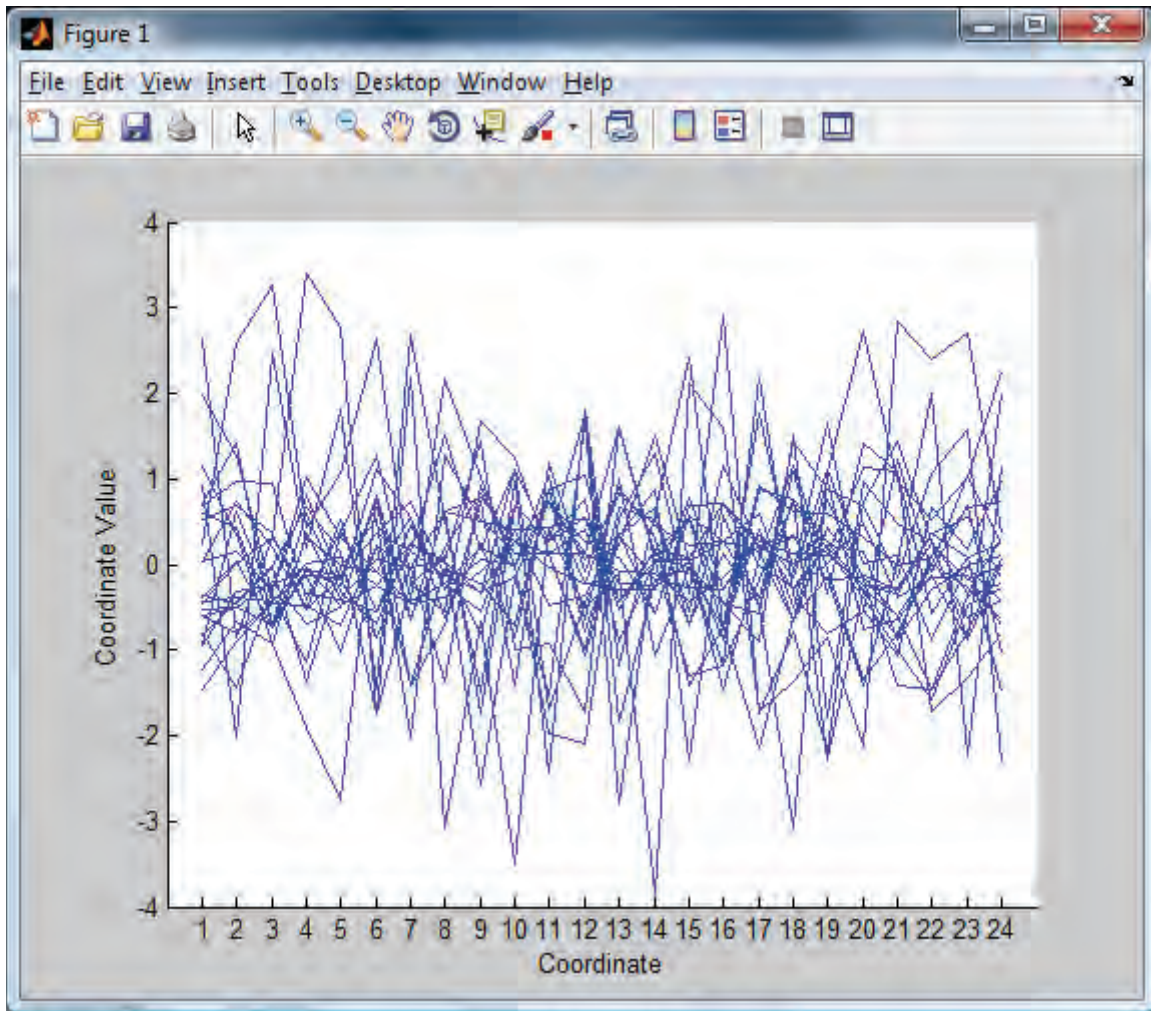 Figure 1
File Edit View Insert Tools Desktop Window Help
4
3
2
1
0
-1
-2
-3
-4
Coordinate Value
1 2 3 4 5 6 7 8 9 10 11 12 13 14 15 16 17 18 19 20 21 22 23 24
Coordinate